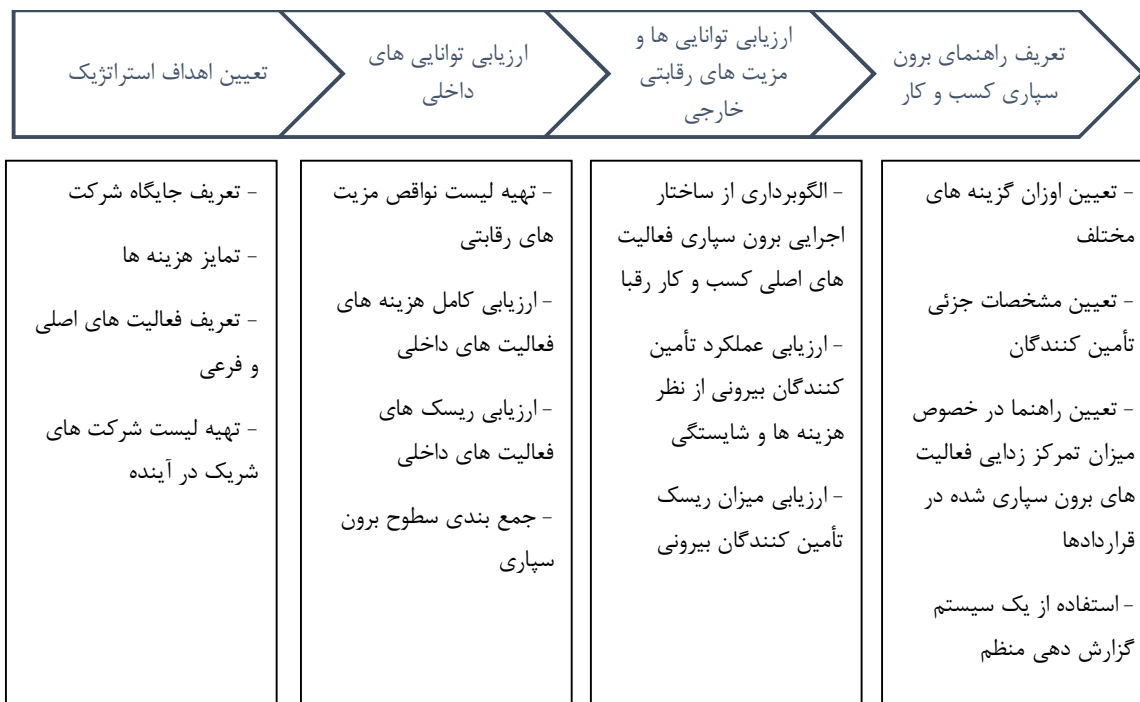 تعیین اهداف استراتژیک
ارزیابی توانایی های
داخلی
ارزیابی توانایی ها و
مزیت های رقابتی
خارجی
تعریف راهنمای برون
سپاری کسب و کار
- تعریف جایگاه شرکت
- تمایز هزینه ها
- تعریف فعالیت های اصلی
و فرعی
- تهیه لیست شرکت های
شریک در آینده
- تهیه لیست نواقص مزیت
های رقابتی
- ارزیابی کامل هزینه های
فعالیت های داخلی
- ارزیابی ریسک های
فعالیت های داخلی
- جمع بندی سطوح برون
سپاری
- الگوبرداری از ساختار
اجرایی برون سپاری فعالیت
های اصلی کسب و کار رقبا
- ارزیابی عملکرد تأمین
کنندگان بیرونی از نظر
هزینه ها و شایستگی
- ارزیابی میزان ریسک
تأمین کنندگان بیرونی
- تعیین اوزان گزینه های
مختلف
- تعیین مشخصات جزئی
تأمین کنندگان
- تعیین راهنما در خصوص
میزان تمرکز زدایی فعالیت
های برون سپاری شده در
قراردادها
- استفاده از یک سیستم
گزارش دهی منظم